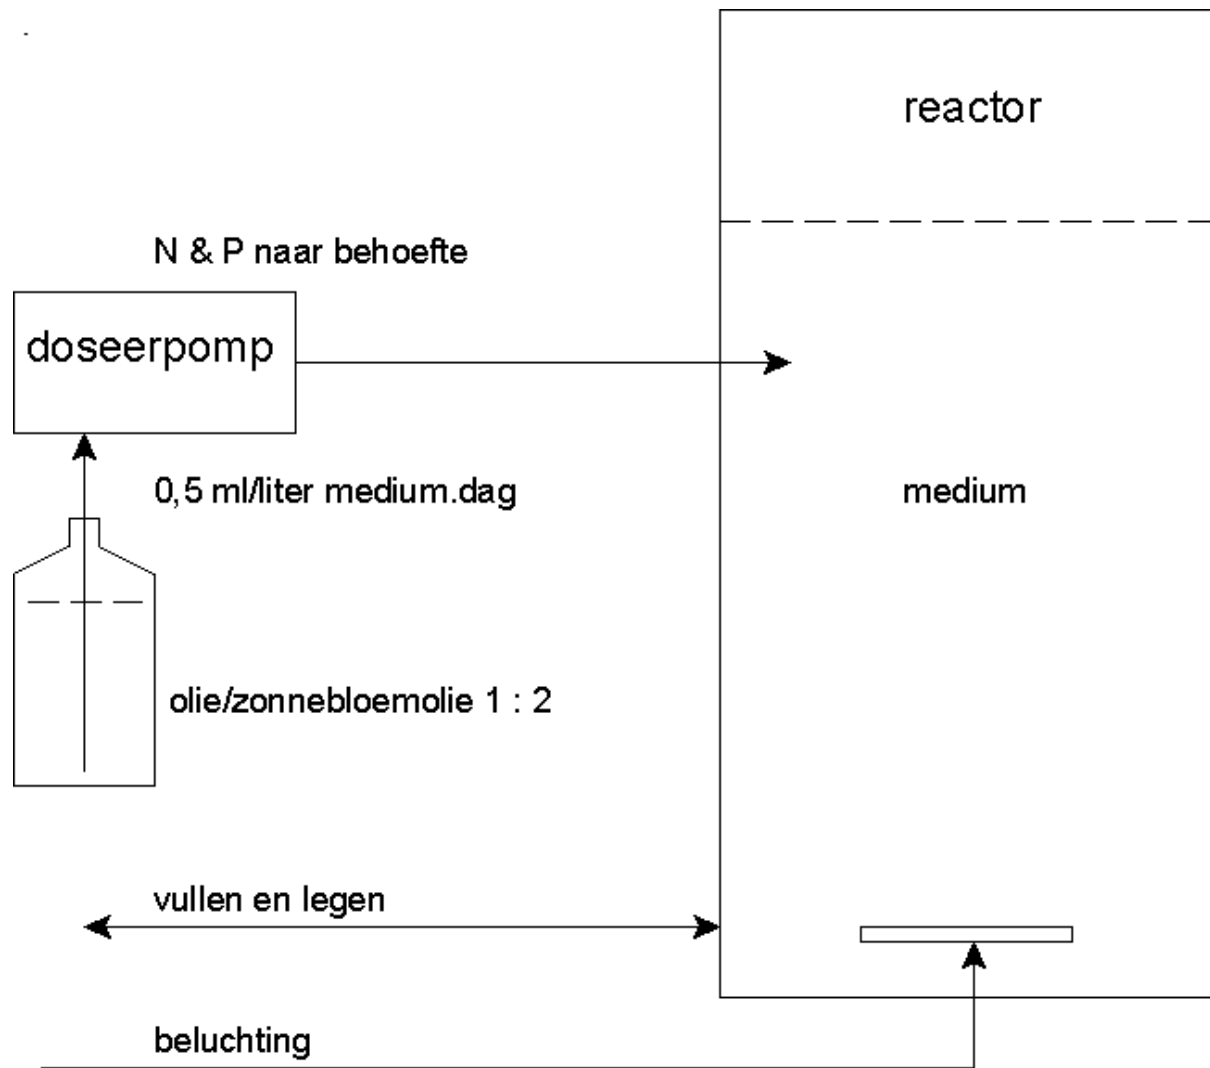 reactor
N & P naar behoefte
doseerpomp
0,5 ml/liter medium.dag
medium
olie/zonnebloemolie 1 : 2
vullen en legen
beluchting